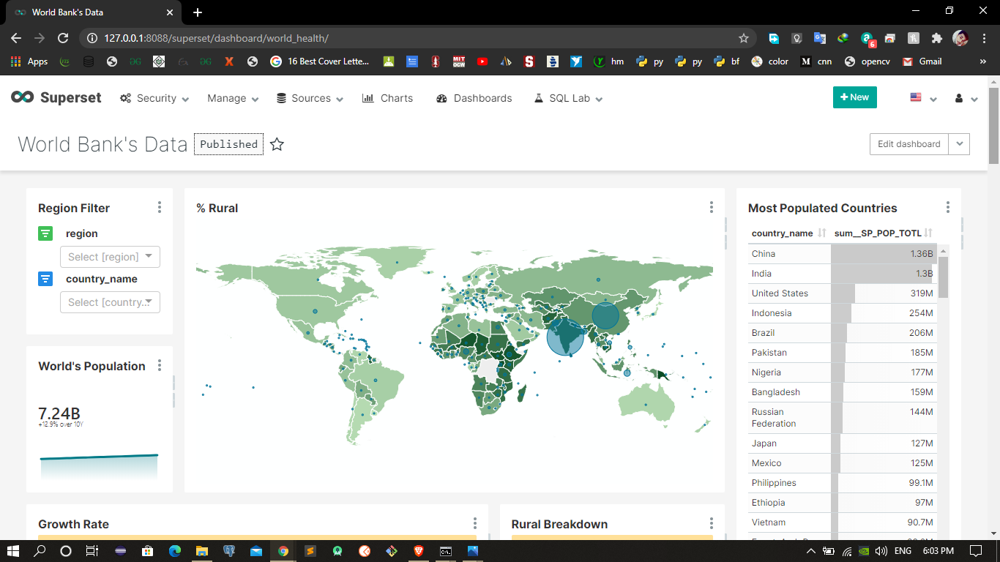 World Bank's Data
127.0.0.1:8088/superset/dashboard/world_health/
6
Apps
16 Best Cover Lette...
MIT
OCW
hm
py
py
bf
color
cnn
opencv
Gmail
»
Superset
Security
Manage
Sources
Charts
Dashboards
SQL Lab
+ New
World Bank's Data
Published
Edit dashboard
Region Filter
region
Select [region]
country_name
Select [country...
World's Population
7.24B
+12.9% over 10Y
% Rural
Most Populated Countries
country_name sum__SP_POP_TOTL
China 1.36B
India 1.3B
United States 319M
Indonesia 254M
Brazil 206M
Pakistan 185M
Nigeria 177M
Bangladesh 159M
Russian Federation 144M
Japan 127M
Mexico 125M
Philippines 99.1M
Ethiopia 97M
Vietnam 90.7M
Growth Rate
Rural Breakdown
ENG
6:03 PM